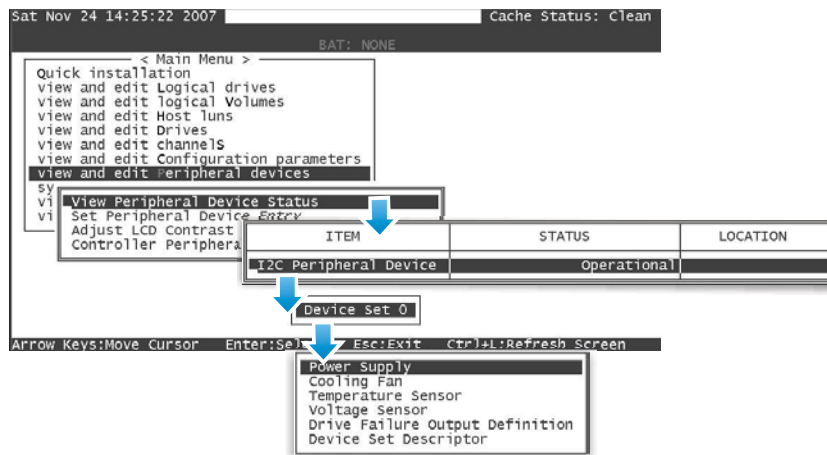 Sat Nov 24 14:25:22 2007 Cache Status: Clean
BAT: NONE
< Main Menu >
Quick installation
view and edit Logical drives
view and edit logical Volumes
view and edit Host luns
view and edit Drives
view and edit channelS
view and edit Configuration parameters
view and edit Peripheral devices
sy
vi
vi
View Peripheral Device Status
Set Peripheral Device Entry
Adjust LCD Contrast
Controller Periphera
ITEM STATUS LOCATION
I2C Peripheral Device Operational
Device Set 0
Arrow Keys:Move Cursor Enter:Sel Esc:Exit Ctrl+L:Refresh Screen
Power Supply
Cooling Fan
Temperature Sensor
Voltage Sensor
Drive Failure Output Definition
Device Set Descriptor